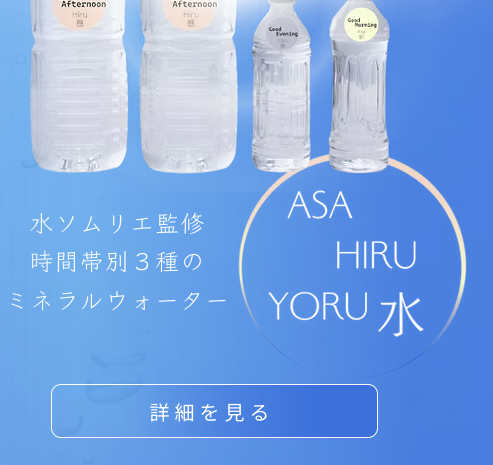 Afternoon
Hiru
昼
Afternoon
Hiru
昼
Good
Evening
Good
Morning
ASA
HIRU
YORU 水
水ソムリエ監修
時間帯別３種の
ミネラルウォーター
詳細を見る